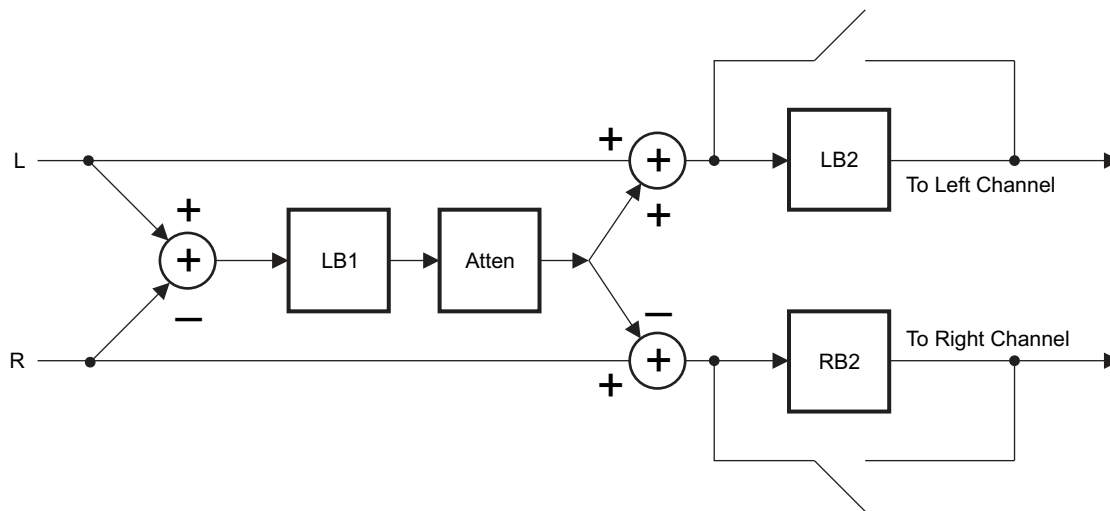 +
L
+
LB2
+
To Left Channel
+
+
LB1
Atten
−
−
To Right Channel
R
+
RB2
+